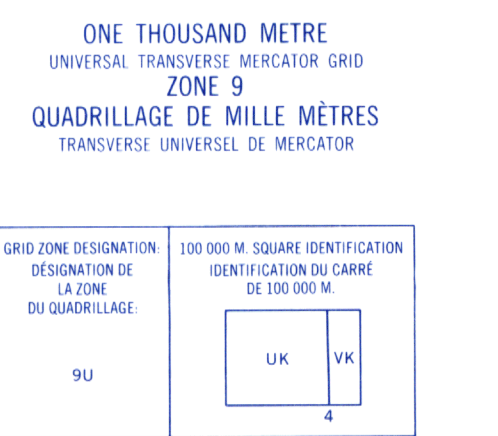 ONE THOUSAND METRE
UNIVERSAL TRANSVERSE MERCATOR GRID
ZONE 9
QUADRILLAGE DE MILLE MÈTRES
TRANSVERSE UNIVERSEL DE MERCATOR
GRID ZONE DESIGNATION:
DÉSIGNATION DE
LA ZONE
DU QUADRILLAGE:
9U
100 000 M. SQUARE IDENTIFICATION
IDENTIFICATION DU CARRÉ
DE 100 000 M.
UK VK
4